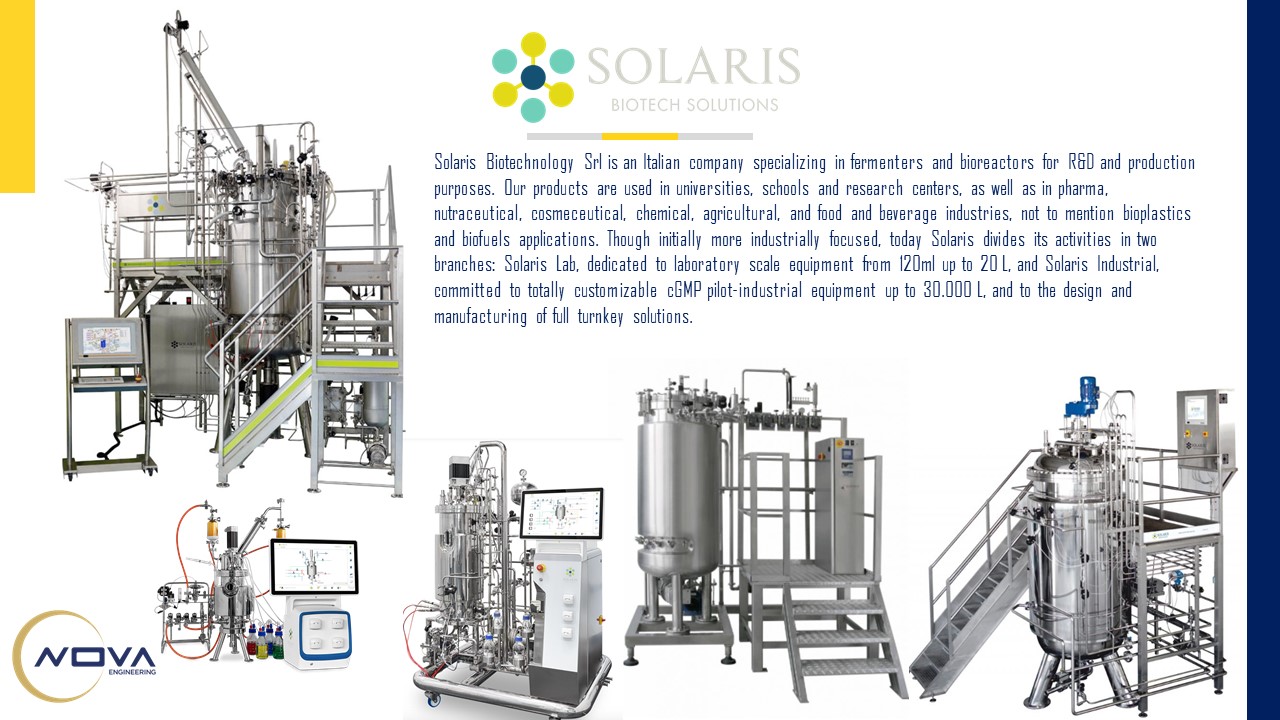 SOLARIS
BIOTECH SOLUTIONS
Solaris Biotechnology Srl is an Italian company specializing in fermenters and bioreactors for R&D and production
purposes. Our products are used in universities, schools and research centers, as well as in pharma,
nutraceutical, cosmeceutical, chemical, agricultural, and food and beverage industries, not to mention bioplastics
and biofuels applications. Though initially more industrially focused, today Solaris divides its activities in two
branches: Solaris Lab, dedicated to laboratory scale equipment from 120ml up to 20 L, and Solaris Industrial,
committed to totally customizable cGMP pilot-industrial equipment up to 30.000 L, and to the design and
manufacturing of full turnkey solutions.
SOLARIS
SOLARIS
NOVA
ENGINEERING